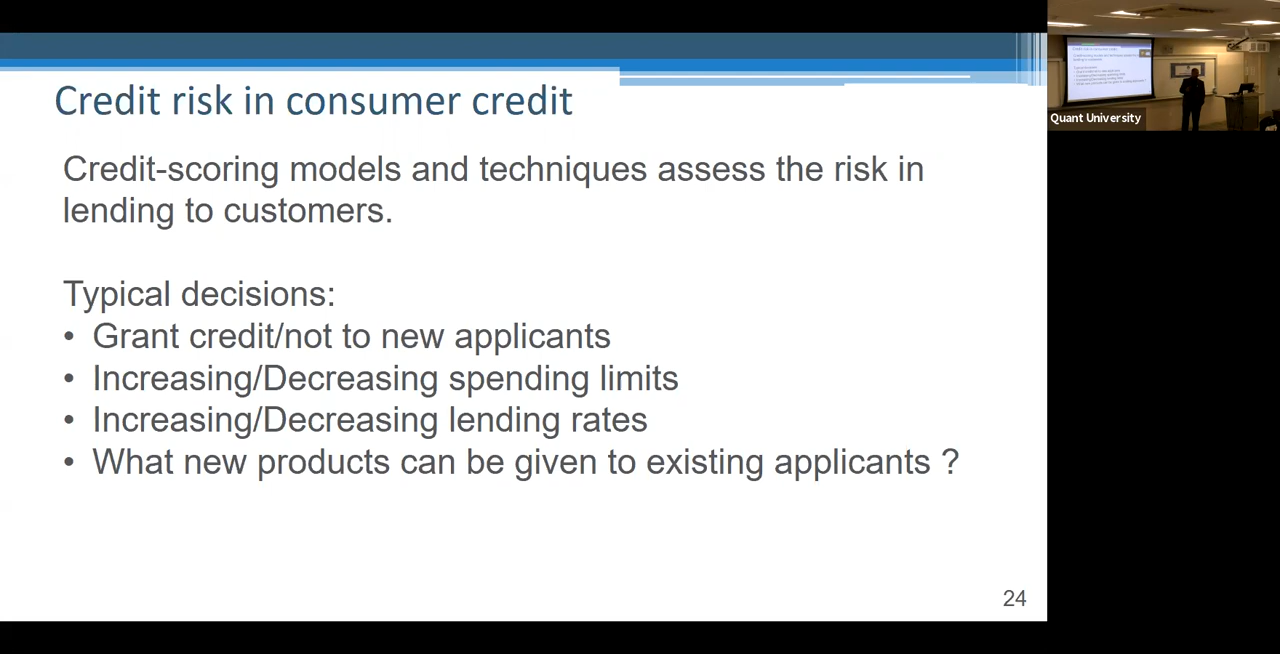 Credit risk in consumer credit
Credit-scoring models and techniques assess the risk in
lending to customers.
Typical decisions:
• Grant credit/not to new applicants
• Increasing/Decreasing spending limits
• Increasing/Decreasing lending rates
• What new products can be given to existing applicants ?
24
Quant University